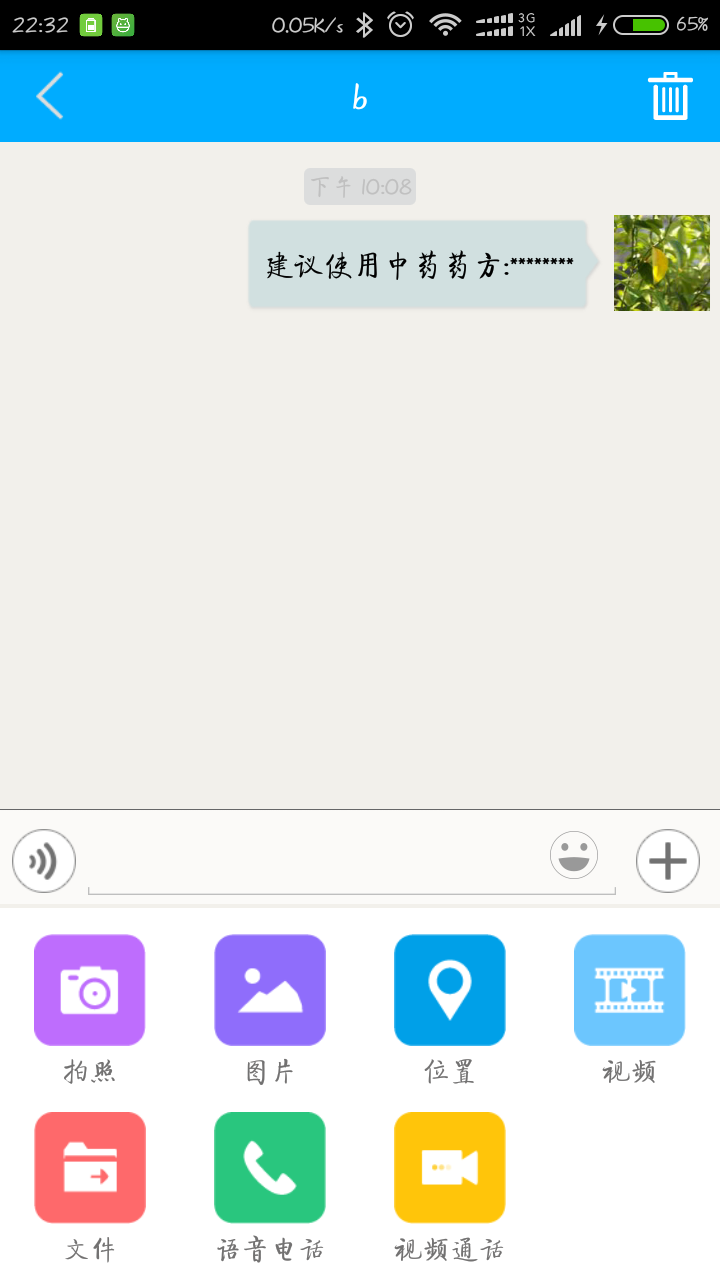 22:32 0.05K/s 3G 1X 65%
b
下午 10:08
建议使用中药药方:********
拍照 图片 位置 视频
文件 语音电话 视频通话